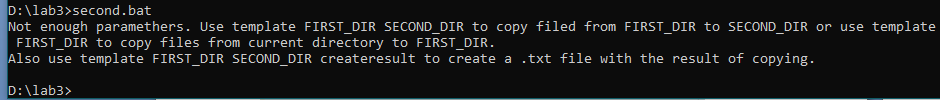 D:\lab3>second.bat
Not enough paramethers. Use template FIRST_DIR SECOND_DIR to copy filed from FIRST_DIR to SECOND_DIR or use template
FIRST_DIR to copy files from current directory to FIRST_DIR.
Also use template FIRST_DIR SECOND_DIR createresult to create a .txt file with the result of copying.
D:\lab3>